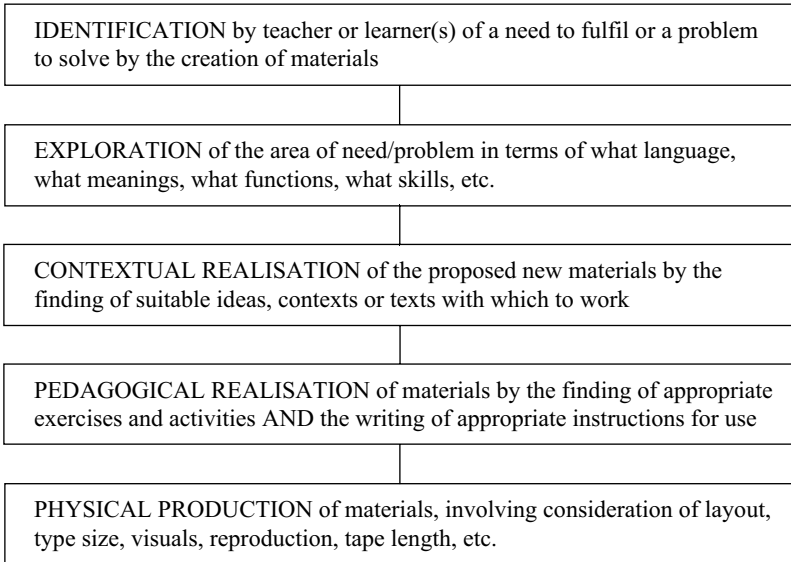 IDENTIFICATION by teacher or learner(s) of a need to fulfil or a problem
to solve by the creation of materials
EXPLORATION of the area of need/problem in terms of what language,
what meanings, what functions, what skills, etc.
CONTEXTUAL REALISATION of the proposed new materials by the
finding of suitable ideas, contexts or texts with which to work
PEDAGOGICAL REALISATION of materials by the finding of appropriate
exercises and activities AND the writing of appropriate instructions for use
PHYSICAL PRODUCTION of materials, involving consideration of layout,
type size, visuals, reproduction, tape length, etc.